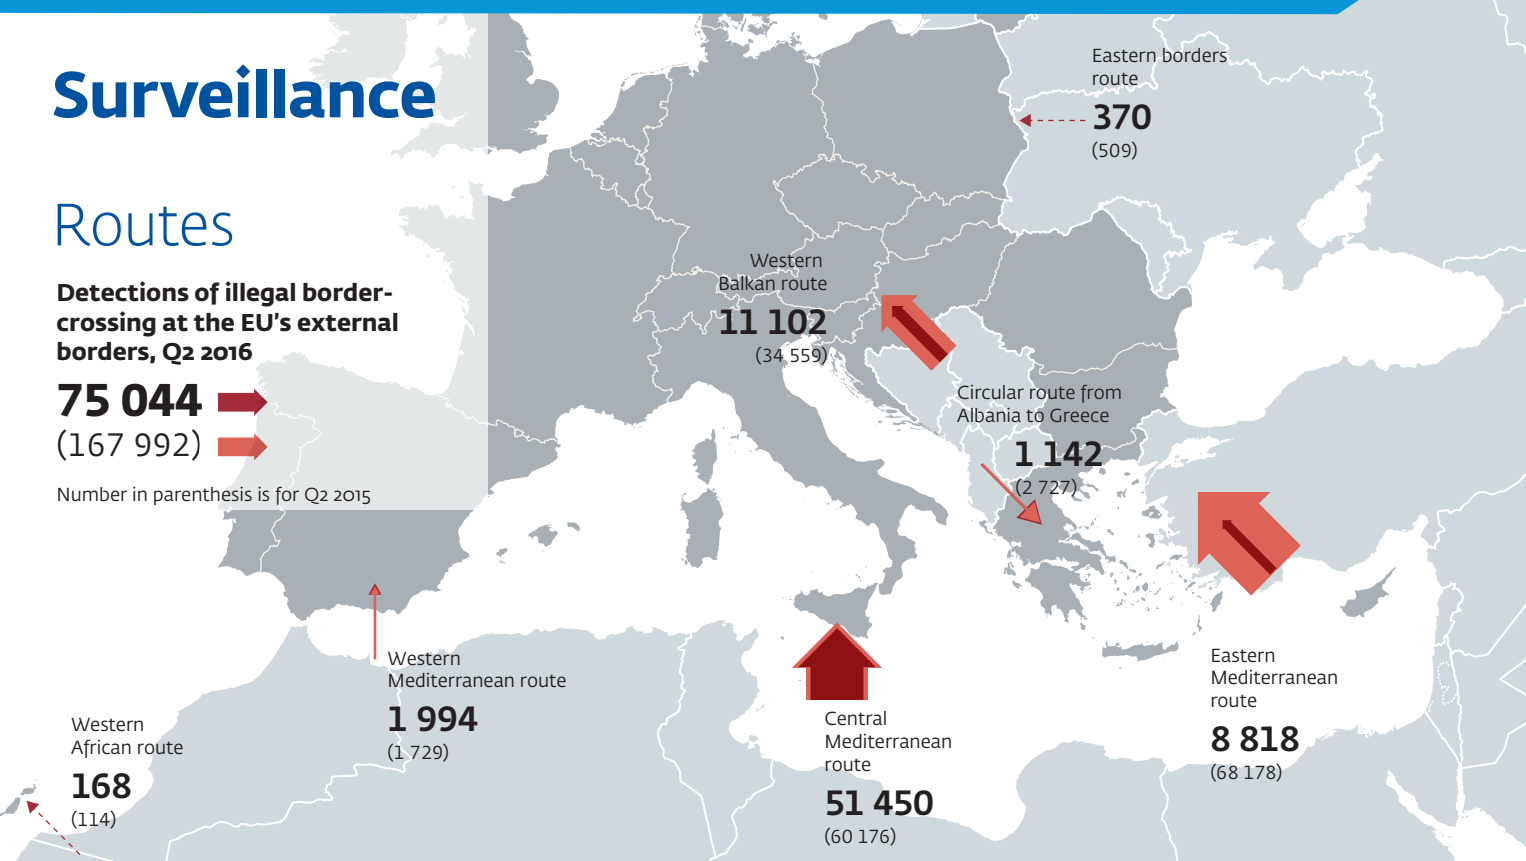 Surveillance
Routes
Detections of illegal border-
crossing at the EU's external
borders, Q2 2016
75 044
(167 992)
Number in parenthesis is for Q2 2015
Eastern borders
route
370
(509)
Western
Balkan route
11 102
(34 559)
Circular route from
Albania to Greece
1 142
(2 727)
Western
Mediterranean route
1 994
(1 729)
Western
African route
168
(114)
Central
Mediterranean
route
51 450
(60 176)
Eastern
Mediterranean
route
8 818
(68 178)